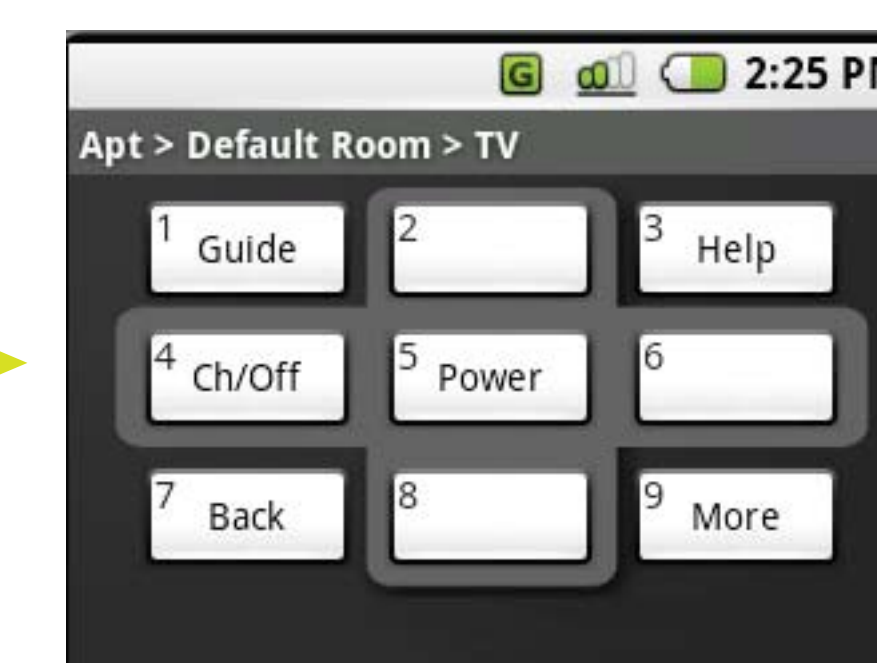 G 2:25 PM
Apt > Default Room > TV
1 Guide 2 3 Help
4 Ch/Off 5 Power 6
7 Back 8 9 More